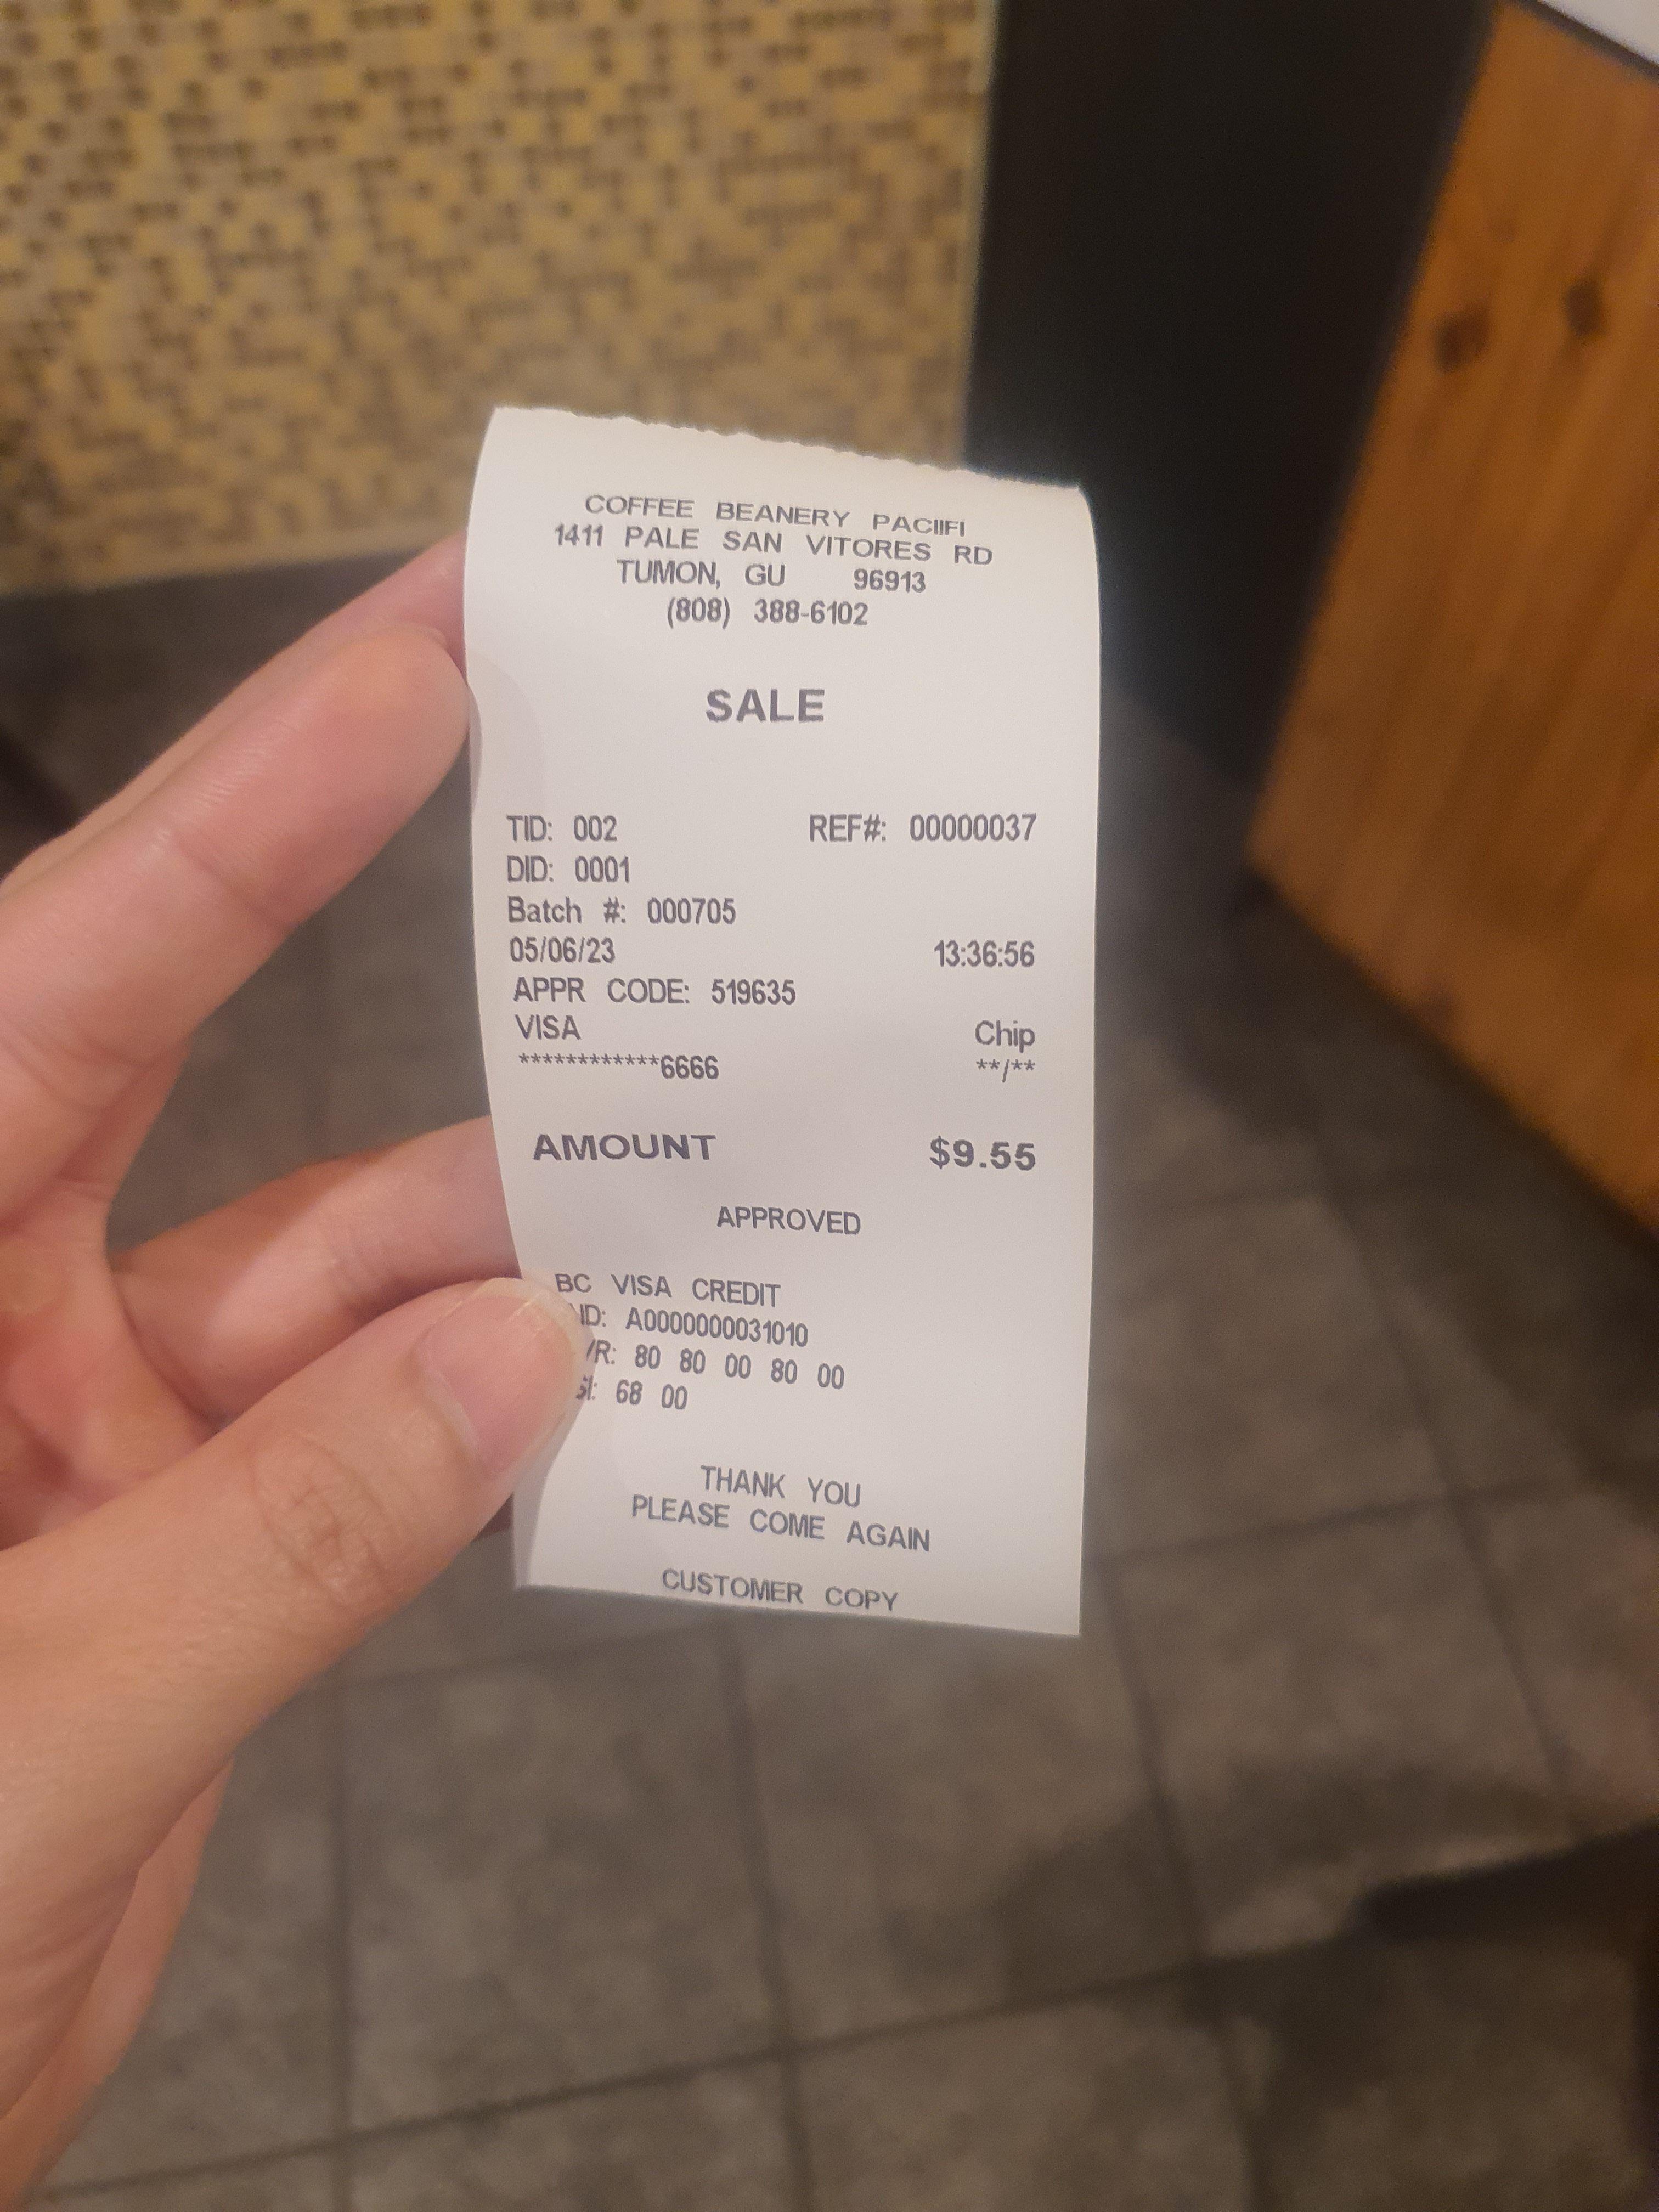 COFFEE BEANERY PACIIFI
1411 PALE SAN VITORES RD
TUMON, GU 96913
(808) 388-6102
SALE
TID: 002 REF#: 00000037
DID: 0001
Batch #: 000705
05/06/23 13:36:56
APPR CODE: 519635
VISA Chip
************6666 **/**
AMOUNT $9.55
APPROVED
BC VISA CREDIT
A0000000031010
80 80 00 80 00
68 00
THANK YOU
PLEASE COME AGAIN
CUSTOMER COPY